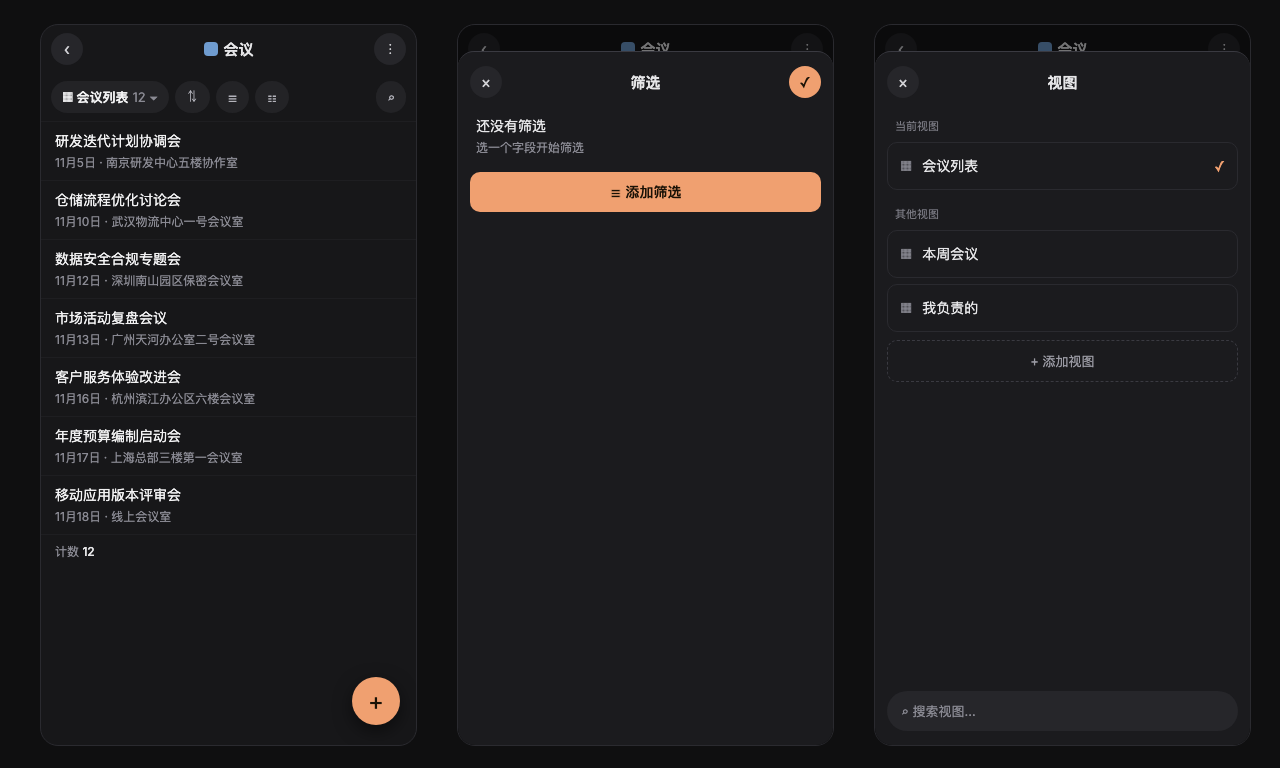 会议
会议列表 12
研发迭代计划协调会
11月5日 · 南京研发中心五楼协作室
仓储流程优化讨论会
11月10日 · 武汉物流中心一号会议室
数据安全合规专题会
11月12日 · 深圳南山园区保密会议室
市场活动复盘会议
11月13日 · 广州天河办公室二号会议室
客户服务体验改进会
11月16日 · 杭州滨江办公区六楼会议室
年度预算编制启动会
11月17日 · 上海总部三楼第一会议室
移动应用版本评审会
11月18日 · 线上会议室
计数 12
+
会议
筛选
还没有筛选
选一个字段开始筛选
添加筛选
会议
视图
当前视图
会议列表
其他视图
本周会议
我负责的
+ 添加视图
搜索视图...